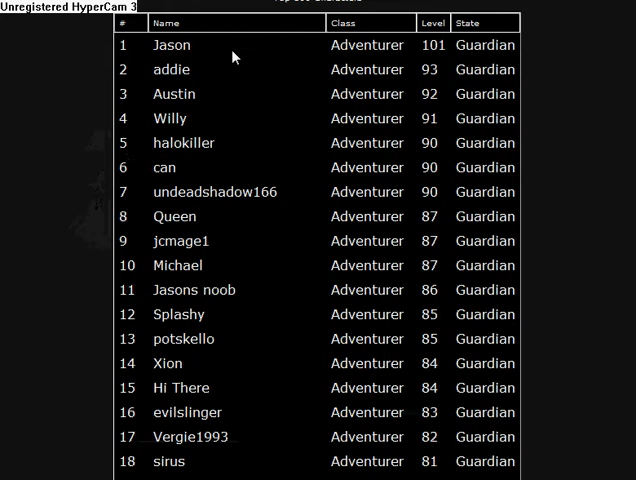 Unregistered HyperCam 3
# Name Class Level State
1 Jason Adventurer 101 Guardian
2 addie Adventurer 93 Guardian
3 Austin Adventurer 92 Guardian
4 Willy Adventurer 91 Guardian
5 halokiller Adventurer 90 Guardian
6 can Adventurer 90 Guardian
7 undeadshadow166 Adventurer 90 Guardian
8 Queen Adventurer 87 Guardian
9 jcmage1 Adventurer 87 Guardian
10 Michael Adventurer 87 Guardian
11 Jasons noob Adventurer 86 Guardian
12 Splashy Adventurer 85 Guardian
13 potskello Adventurer 85 Guardian
14 Xion Adventurer 84 Guardian
15 Hi There Adventurer 84 Guardian
16 evilslinger Adventurer 83 Guardian
17 Vergie1993 Adventurer 82 Guardian
18 sirus Adventurer 81 Guardian